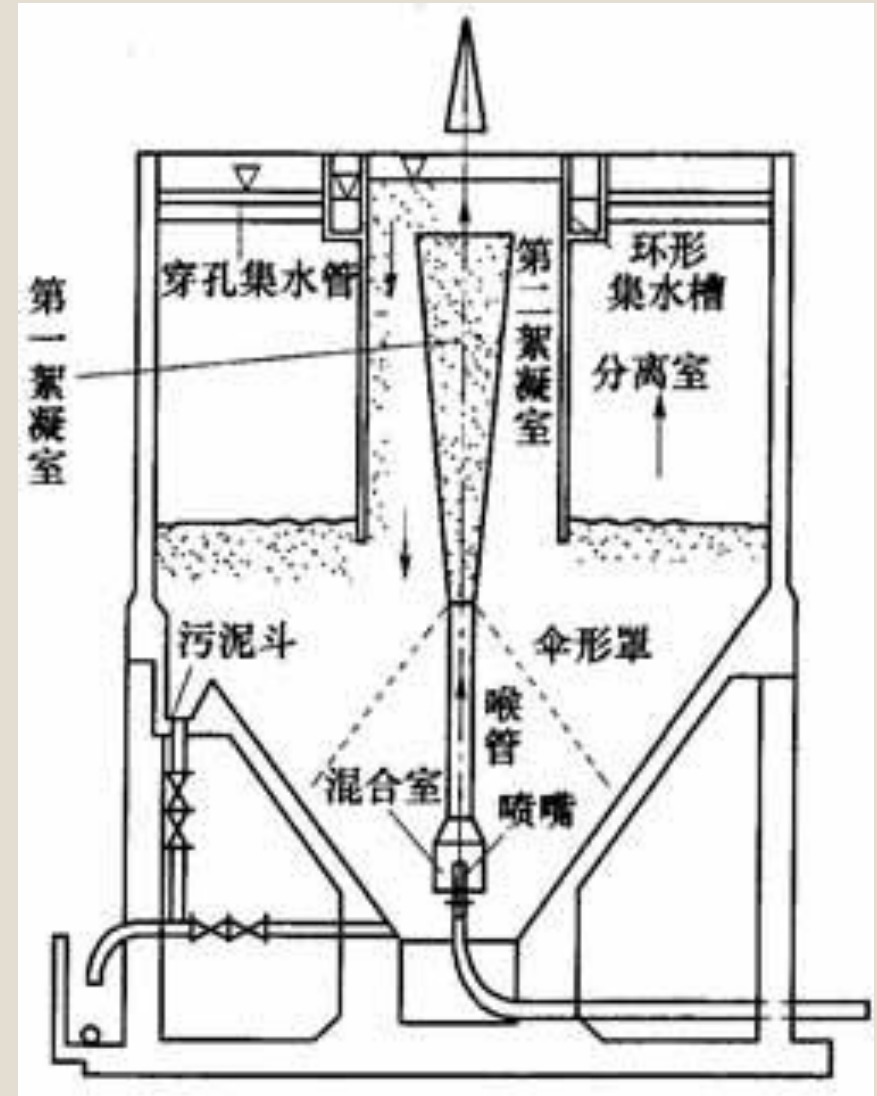 穿孔集水管
环形
集水槽
第一絮凝室
第二絮凝室
分离室
污泥斗
伞形罩
喉管
混合室
喷嘴